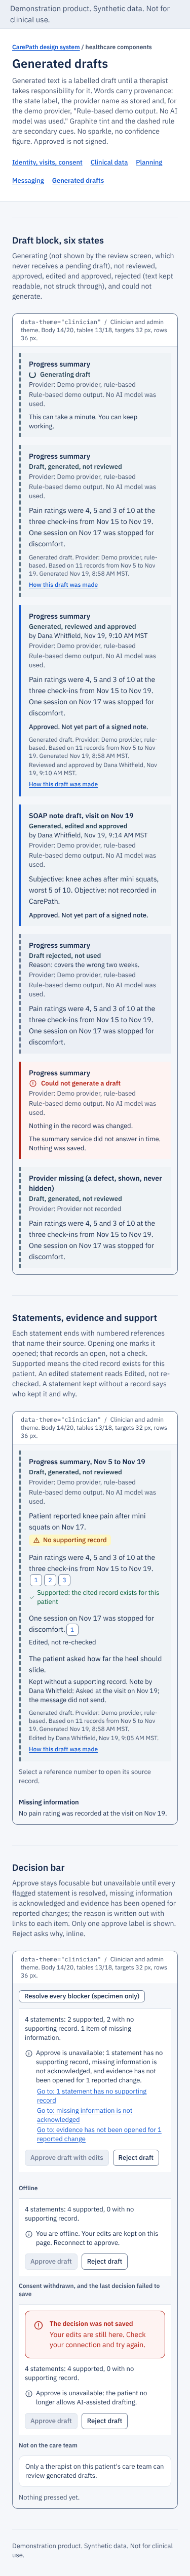 Demonstration product. Synthetic data. Not for
clinical use.
CarePath design system / healthcare components
Generated drafts
Generated text is a labelled draft until a therapist
takes responsibility for it. Words carry provenance:
the state label, the provider name as stored and, for
the demo provider, "Rule-based demo output. No AI
model was used." Graphite tint and the dashed rule
are secondary cues. No sparkle, no confidence
figure. Approved is not signed.
Identity, visits, consent Clinical data Planning
Messaging Generated drafts
Draft block, six states
Generating (not shown by the review screen, which
never receives a pending draft), not reviewed,
approved, edited and approved, rejected (text kept
readable, not struck through), and could not
generate.
data-theme="clinician" / Clinician and admin
theme. Body 14/20, tables 13/18, targets 32 px, rows
36 px.
Progress summary
Generating draft
Provider: Demo provider, rule-based
Rule-based demo output. No AI model was
used.
This can take a minute. You can keep
working.
Progress summary
Draft, generated, not reviewed
Provider: Demo provider, rule-based
Rule-based demo output. No AI model was
used.
Pain ratings were 4, 5 and 3 of 10 at the
three check-ins from Nov 15 to Nov 19.
One session on Nov 17 was stopped for
discomfort.
Generated draft. Provider: Demo provider, rule-
based. Based on 11 records from Nov 5 to Nov
19. Generated Nov 19, 8:58 AM MST.
How this draft was made
Progress summary
Generated, reviewed and approved
by Dana Whitfield, Nov 19, 9:10 AM MST
Provider: Demo provider, rule-based
Rule-based demo output. No AI model was
used.
Pain ratings were 4, 5 and 3 of 10 at the
three check-ins from Nov 15 to Nov 19.
One session on Nov 17 was stopped for
discomfort.
Approved. Not yet part of a signed note.
Generated draft. Provider: Demo provider, rule-
based. Based on 11 records from Nov 5 to Nov
19. Generated Nov 19, 8:58 AM MST.
Reviewed and approved by Dana Whitfield, Nov
19, 9:10 AM MST.
How this draft was made
SOAP note draft, visit on Nov 19
Generated, edited and approved
by Dana Whitfield, Nov 19, 9:14 AM MST
Provider: Demo provider, rule-based
Rule-based demo output. No AI model was
used.
Subjective: knee aches after mini squats,
worst 5 of 10. Objective: not recorded in
CarePath.
Approved. Not yet part of a signed note.
Progress summary
Draft rejected, not used
Reason: covers the wrong two weeks.
Provider: Demo provider, rule-based
Rule-based demo output. No AI model was
used.
Pain ratings were 4, 5 and 3 of 10 at the
three check-ins from Nov 15 to Nov 19.
One session on Nov 17 was stopped for
discomfort.
Progress summary
Could not generate a draft
Provider: Demo provider, rule-based
Rule-based demo output. No AI model was
used.
Nothing in the record was changed.
The summary service did not answer in time.
Nothing was saved.
Provider missing (a defect, shown, never
hidden)
Draft, generated, not reviewed
Provider: Provider not recorded
Pain ratings were 4, 5 and 3 of 10 at the
three check-ins from Nov 15 to Nov 19.
One session on Nov 17 was stopped for
discomfort.
Statements, evidence and support
Each statement ends with numbered references
that name their source. Opening one marks it
opened; that records an open, not a check.
Supported means the cited record exists for this
patient. An edited statement reads Edited, not re-
checked. A statement kept without a record says
who kept it and why.
data-theme="clinician" / Clinician and admin
theme. Body 14/20, tables 13/18, targets 32 px, rows
36 px.
Progress summary, Nov 5 to Nov 19
Draft, generated, not reviewed
Provider: Demo provider, rule-based
Rule-based demo output. No AI model was
used.
Patient reported knee pain after mini
squats on Nov 17.
No supporting record
Pain ratings were 4, 5 and 3 of 10 at the
three check-ins from Nov 15 to Nov 19.
1 2 3
Supported: the cited record exists for this
patient
One session on Nov 17 was stopped for
discomfort. 1
Edited, not re-checked
The patient asked how far the heel should
slide.
Kept without a supporting record. Note by
Dana Whitfield: Asked at the visit on Nov 19;
the message did not send.
Generated draft. Provider: Demo provider, rule-
based. Based on 11 records from Nov 5 to Nov
19. Generated Nov 19, 8:58 AM MST.
Edited by Dana Whitfield, Nov 19, 9:05 AM MST.
How this draft was made
Select a reference number to open its source
record.
Missing information
No pain rating was recorded at the visit on Nov 19.
Decision bar
Approve stays focusable but unavailable until every
flagged statement is resolved, missing information
is acknowledged and evidence has been opened for
reported changes; the reason is written out with
links to each item. Only one approve label is shown.
Reject asks why, inline.
data-theme="clinician" / Clinician and admin
theme. Body 14/20, tables 13/18, targets 32 px, rows
36 px.
Resolve every blocker (specimen only)
4 statements: 2 supported, 2 with no
supporting record. 1 item of missing
information.
Approve is unavailable: 1 statement has no
supporting record, missing information is
not acknowledged, and evidence has not
been opened for 1 reported change.
Go to: 1 statement has no supporting
record
Go to: missing information is not
acknowledged
Go to: evidence has not been opened for 1
reported change
Approve draft with edits Reject draft
Offline
4 statements: 4 supported, 0 with no
supporting record.
You are offline. Your edits are kept on this
page. Reconnect to approve.
Approve draft Reject draft
Consent withdrawn, and the last decision failed to
save
The decision was not saved
Your edits are still here. Check
your connection and try again.
4 statements: 4 supported, 0 with no
supporting record.
Approve is unavailable: the patient no
longer allows AI-assisted drafting.
Approve draft Reject draft
Not on the care team
Only a therapist on this patient's care team can
review generated drafts.
Nothing pressed yet.
Demonstration product. Synthetic data. Not for clinical
use.